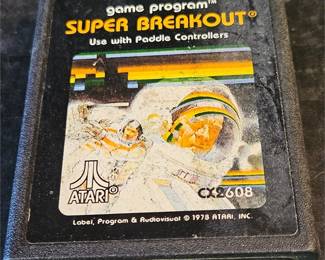 game program™
SUPER BREAKOUT®
Use with Paddle Controllers
ATARI®
CX2608
Label, Program & Audiovisual © 1978 ATARI, INC.